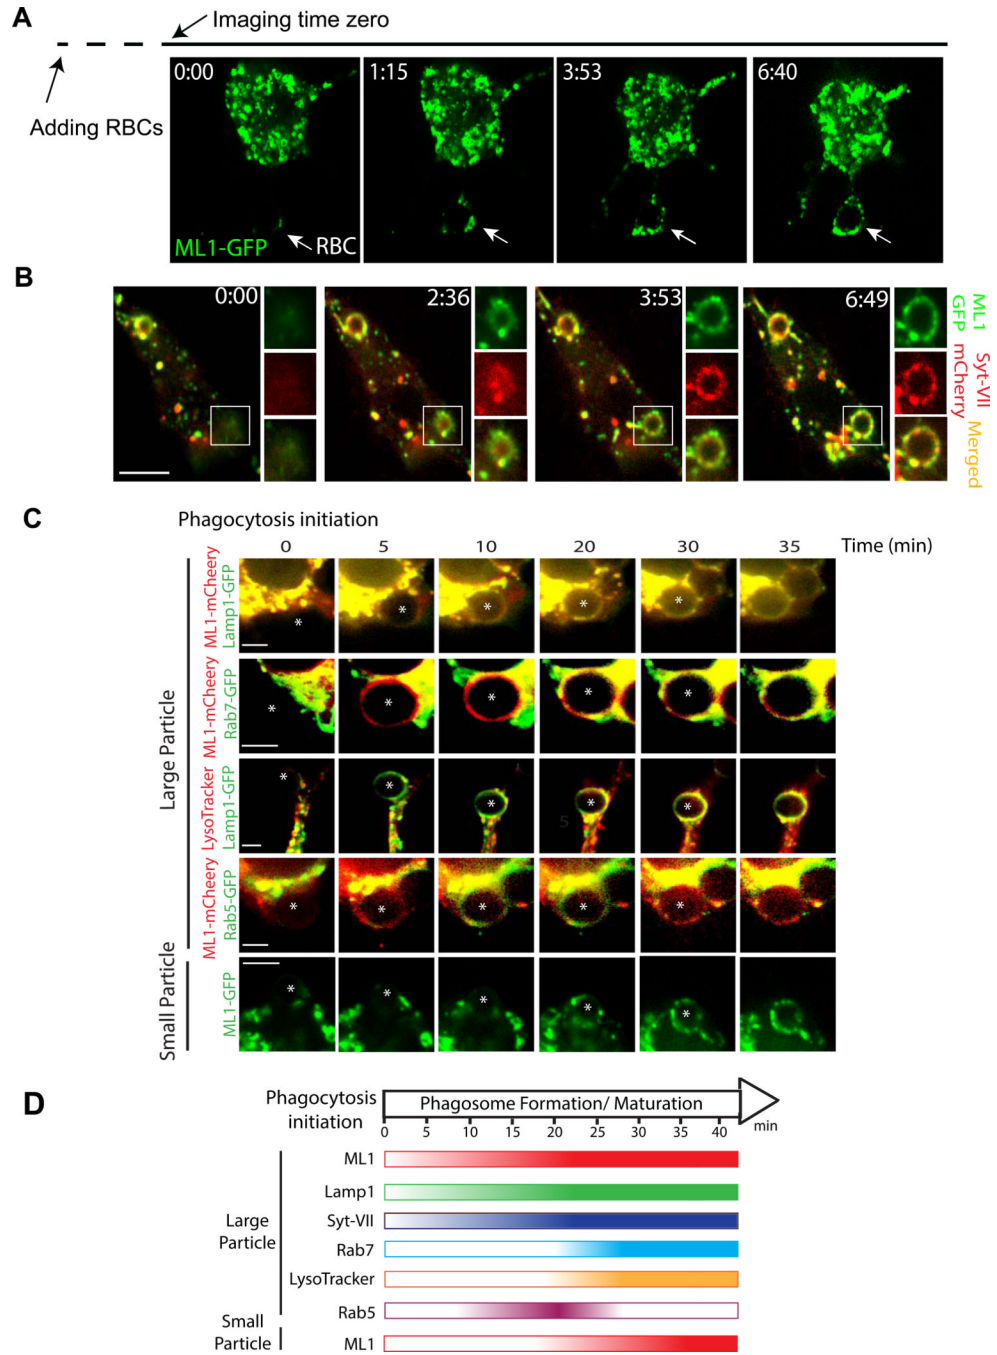 A
Imaging time zero
Adding RBCs
0:00
1:15
3:53
6:40
ML1-GFP
RBC
B
0:00
2:36
3:53
6:49
ML1
GFP
Syt-VII
mCherry
Merged
C
Phagocytosis initiation
0 5 10 20 30 35 Time (min)
Large Particle
ML1-mCheery
Lamp1-GFP
* * * * *
ML1-mCheery
Rab7-GFP
* * * * *
LysoTracker
Lamp1-GFP
* * * * *
5
ML1-mCheery
Rab5-GFP
* * * * *
Small Particle
ML1-GFP
* * * * *
D
Phagocytosis
initiation
Phagosome Formation/ Maturation
0 5 10 15 20 25 30 35 40 min
Large
Particle
ML1
Lamp1
Syt-VII
Rab7
LysoTracker
Rab5
Small
Particle
ML1